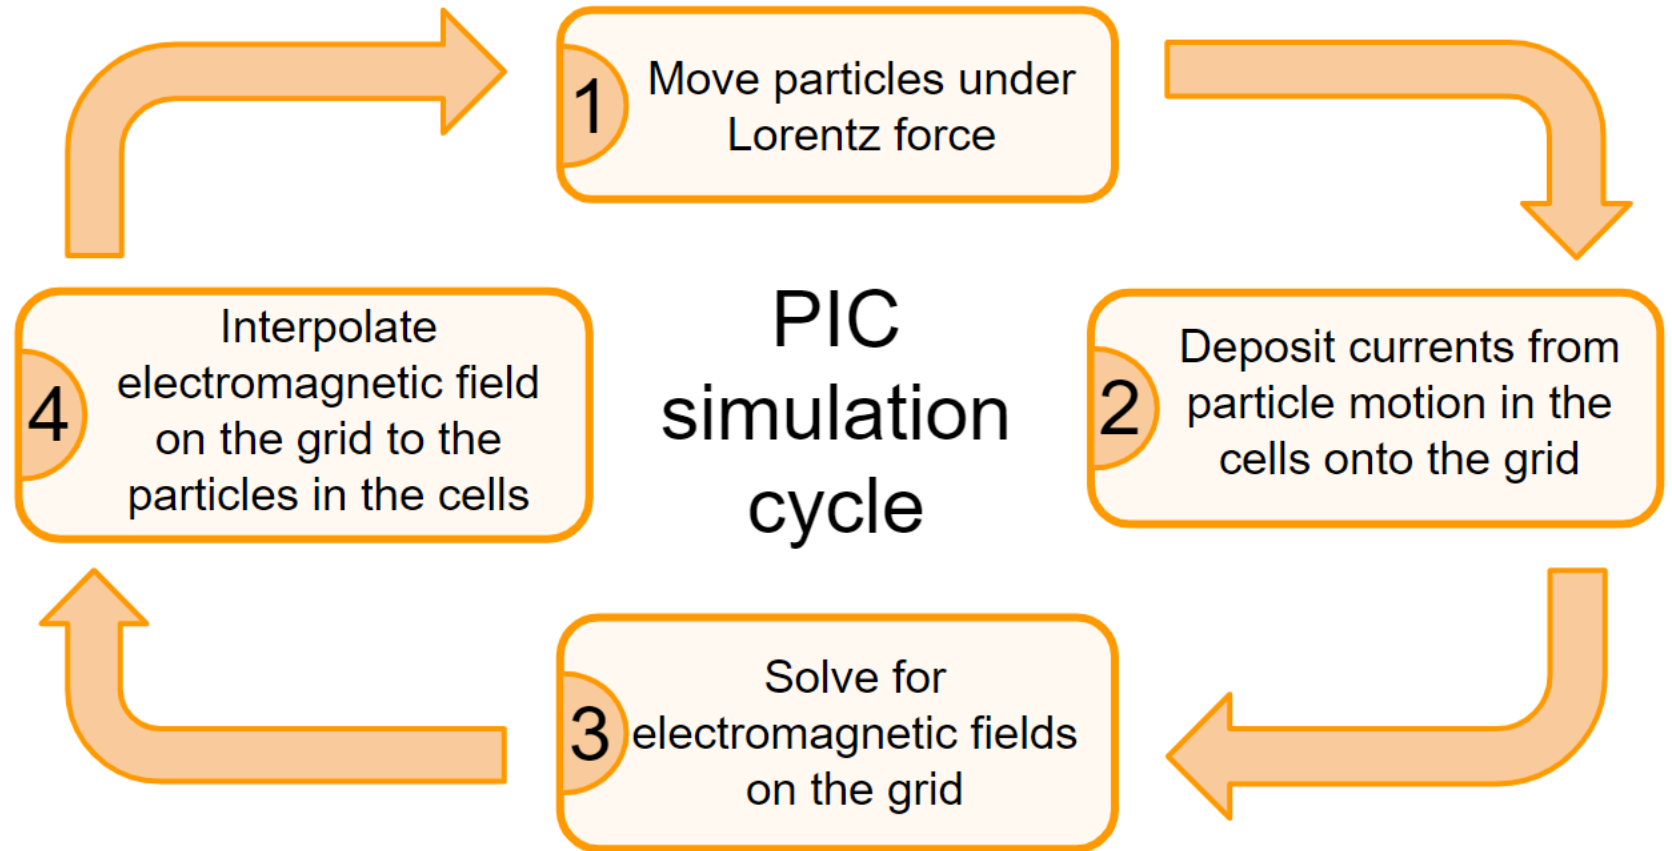 1
Move particles under
Lorentz force
PIC
simulation
cycle
2
Deposit currents from
particle motion in the
cells onto the grid
3
Solve for
electromagnetic fields
on the grid
4
Interpolate
electromagnetic field
on the grid to the
particles in the cells